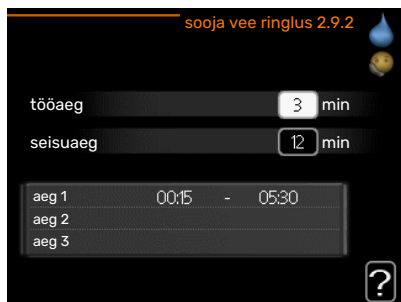 sooja vee ringlus 2.9.2
tööaeg 3 min
seisuaeg 12 min
aeg 1 00:15 - 05:30
aeg 2
aeg 3
?